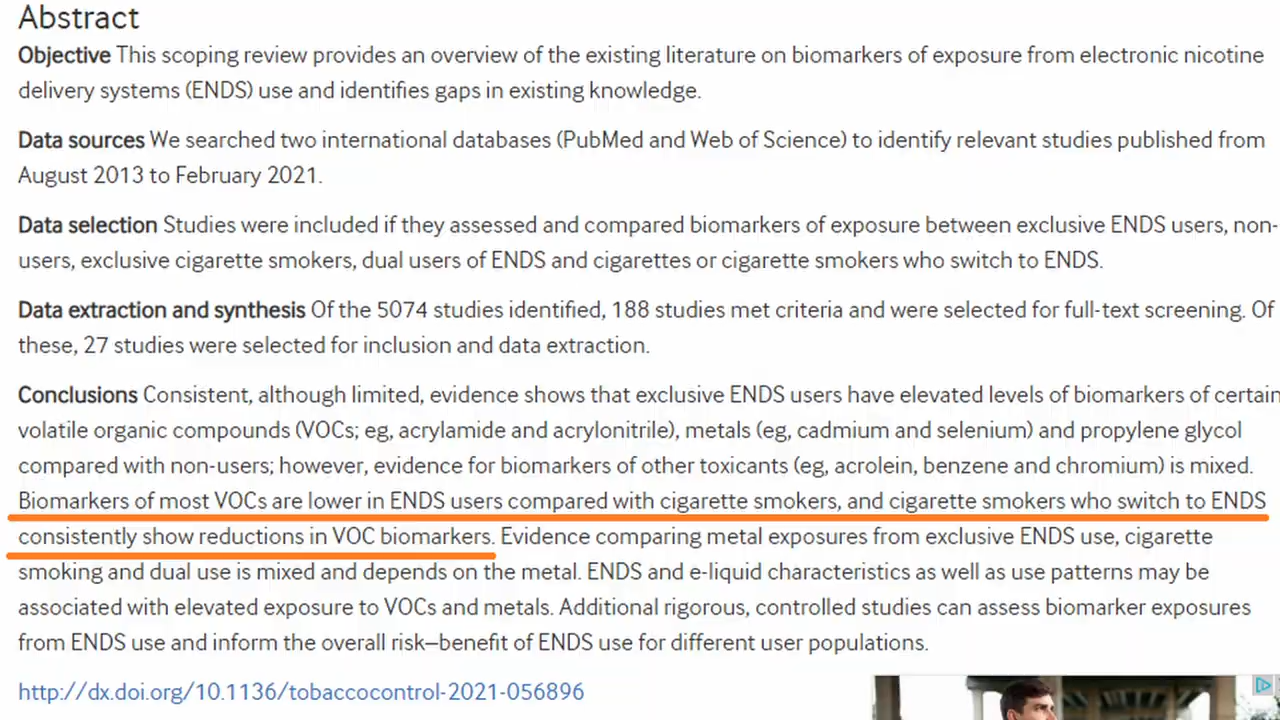 Abstract
Objective This scoping review provides an overview of the existing literature on biomarkers of exposure from electronic nicotine
delivery systems (ENDS) use and identifies gaps in existing knowledge.
Data sources We searched two international databases (PubMed and Web of Science) to identify relevant studies published from
August 2013 to February 2021.
Data selection Studies were included if they assessed and compared biomarkers of exposure between exclusive ENDS users, non-
users, exclusive cigarette smokers, dual users of ENDS and cigarettes or cigarette smokers who switch to ENDS.
Data extraction and synthesis Of the 5074 studies identified, 188 studies met criteria and were selected for full-text screening. Of
these, 27 studies were selected for inclusion and data extraction.
Conclusions Consistent, although limited, evidence shows that exclusive ENDS users have elevated levels of biomarkers of certain
volatile organic compounds (VOCs; eg, acrylamide and acrylonitrile), metals (eg, cadmium and selenium) and propylene glycol
compared with non-users; however, evidence for biomarkers of other toxicants (eg, acrolein, benzene and chromium) is mixed.
Biomarkers of most VOCs are lower in ENDS users compared with cigarette smokers, and cigarette smokers who switch to ENDS
consistently show reductions in VOC biomarkers. Evidence comparing metal exposures from exclusive ENDS use, cigarette
smoking and dual use is mixed and depends on the metal. ENDS and e-liquid characteristics as well as use patterns may be
associated with elevated exposure to VOCs and metals. Additional rigorous, controlled studies can assess biomarker exposures
from ENDS use and inform the overall risk–benefit of ENDS use for different user populations.
http://dx.doi.org/10.1136/tobaccocontrol-2021-056896